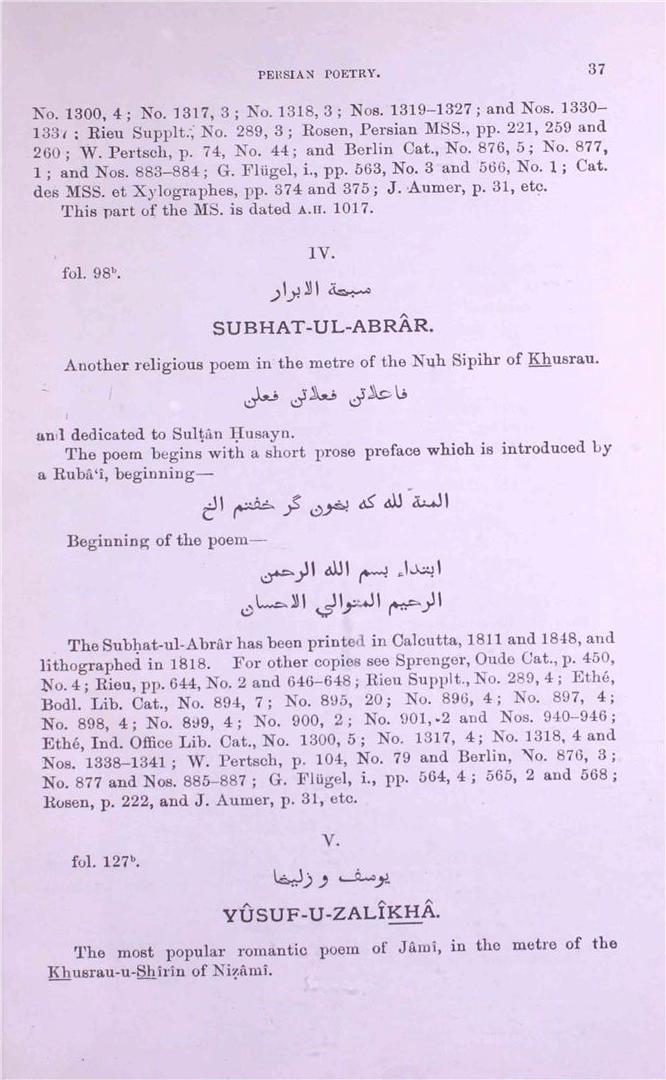 PERSIAN POETRY. 37
No. 1300, 4; No. 1317, 3; No. 1318, 3; Nos. 1319–1327; and Nos. 1330–
; Rieu Supplt., No. 289, 3; Rosen, Persian MSS., pp. 221, 259 and
260; W. Pertsch, p. 74, No. 44; and Berlin Cat., No. 876, 5; No. 877,
1; and Nos. 883–884; G. Flügel, i., pp. 563, No. 3 and 566, No. 1; Cat.
des MSS. et Xylographes, pp. 374 and 375; J. Aumer, p. 31, etc.
This part of the MS. is dated A.H. 1017.
IV.
fol. 98ᵇ.
سبحة الابرار
SUBHAT-UL-ABRÂR.
Another religious poem in the metre of the Nuh Sipihr of Khusrau.
فاعلاتن فعلاتن فعلن
and dedicated to Sulṭân Ḥusayn.
The poem begins with a short prose preface which is introduced by
a Rubâ‘î, beginning—
المنة لله که بخون گر خفتم الخ
Beginning of the poem—
ابتداء بسم الله الرحمن
الرحيم المتوالي الاحسان
The Subḥat-ul-Abrâr has been printed in Calcutta, 1811 and 1848, and
lithographed in 1818. For other copies see Sprenger, Oude Cat., p. 450,
No. 4; Rieu, pp. 644, No. 2 and 646–648; Rieu Supplt., No. 289, 4; Ethé,
Bodl. Lib. Cat., No. 894, 7; No. 895, 20; No. 896, 4; No. 897, 4;
No. 898, 4; No. 899, 4; No. 900, 2; No. 901, 2 and Nos. 940–946;
Ethé, Ind. Office Lib. Cat., No. 1300, 5; No. 1317, 4; No. 1318, 4 and
Nos. 1338–1341; W. Pertsch, p. 104, No. 79 and Berlin, No. 876, 3;
No. 877 and Nos. 885–887; G. Flügel, i., pp. 564, 4; 565, 2 and 568;
Rosen, p. 222, and J. Aumer, p. 31, etc.
V.
fol. 127ᵇ.
يوسف و زليخا
YÛSUF-U-ZALÎKHÂ.
The most popular romantic poem of Jâmî, in the metre of the
Khusrau-u-Shîrîn of Niẓâmî.